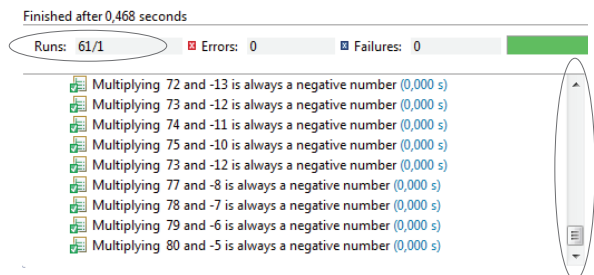 Finished after 0,468 seconds
Runs: 61/1 Errors: 0 Failures: 0
Multiplying 72 and -13 is always a negative number (0,000 s)
Multiplying 73 and -12 is always a negative number (0,000 s)
Multiplying 74 and -11 is always a negative number (0,000 s)
Multiplying 75 and -10 is always a negative number (0,000 s)
Multiplying 73 and -12 is always a negative number (0,000 s)
Multiplying 77 and -8 is always a negative number (0,000 s)
Multiplying 78 and -7 is always a negative number (0,000 s)
Multiplying 79 and -6 is always a negative number (0,000 s)
Multiplying 80 and -5 is always a negative number (0,000 s)